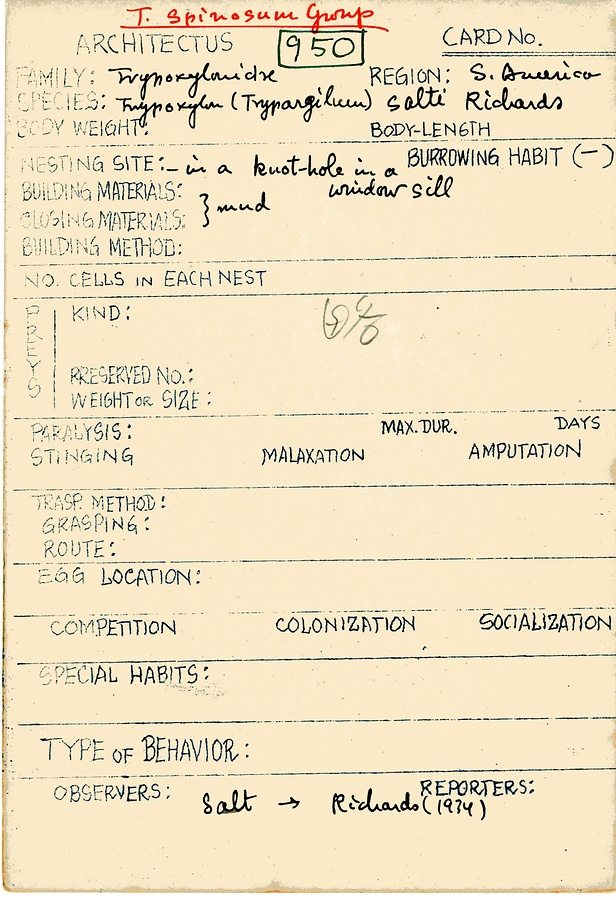 T. Spinosum Group
ARCHITECTUS 950 CARD No.
FAMILY: Trypoxylonidae REGION: S. America
SPECIES: Trypoxylon (Trypargilum) salti Richards
BODY WEIGHT: BODY-LENGTH
NESTING SITE:- in a knot-hole in a window sill BURROWING HABIT (-)
BUILDING MATERIALS:
CLOSING MATERIALS: } mud
BUILDING METHOD:
NO. CELLS IN EACH NEST
PREYS
KIND:
PRESERVED NO.:
WEIGHT OR SIZE:
PARALYSIS: MAX. DUR. DAYS
STINGING MALAXATION AMPUTATION
TRASP. METHOD:
GRASPING:
ROUTE:
EGG LOCATION:
COMPETITION COLONIZATION SOCIALIZATION
SPECIAL HABITS:
TYPE OF BEHAVIOR:
OBSERVERS: REPORTERS:
Salt → Richards (1934)